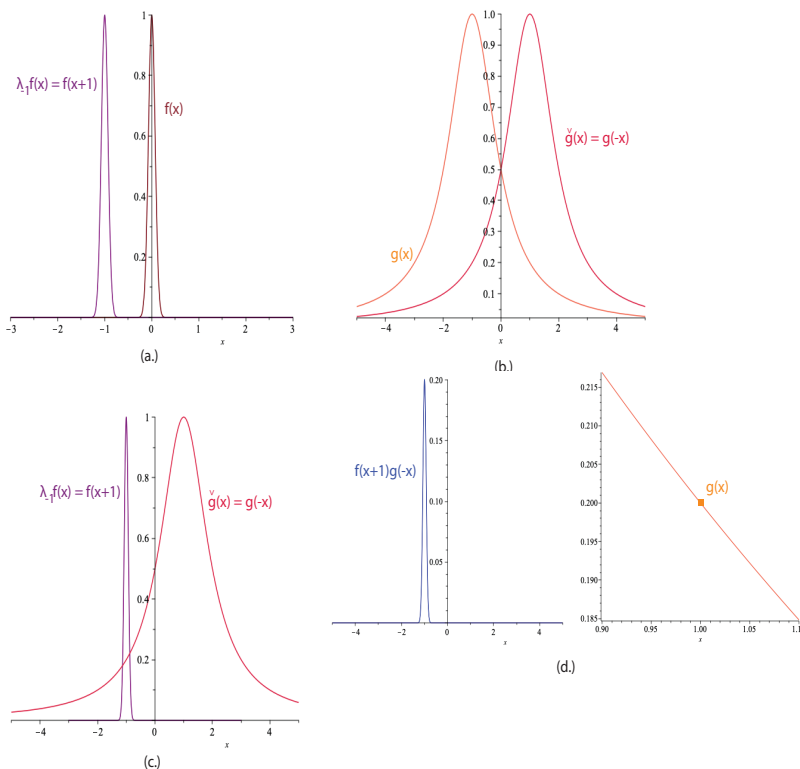 1
0.8
0.6
0.4
0.2
λ₋₁f(x) = f(x+1)
f(x)
−3 −2 −1 0 1 2 3
x
(a.)
1.0
0.9
0.8
0.7
0.6
0.5
0.4
0.3
0.2
0.1
ǧ(x) = g(-x)
g(x)
−4 −2 0 2 4
x
(b.)
1
0.8
0.6
0.4
0.2
λ₋₁f(x) = f(x+1)
ǧ(x) = g(-x)
−4 −2 0 2 4
x
(c.)
0.20
0.15
0.10
0.05
f(x+1)g(-x)
−4 −2 0 2 4
x
0.215
0.210
0.205
0.200
0.195
0.190
0.185
g(x)
0.90 0.95 1.00 1.05 1.1
x
(d.)